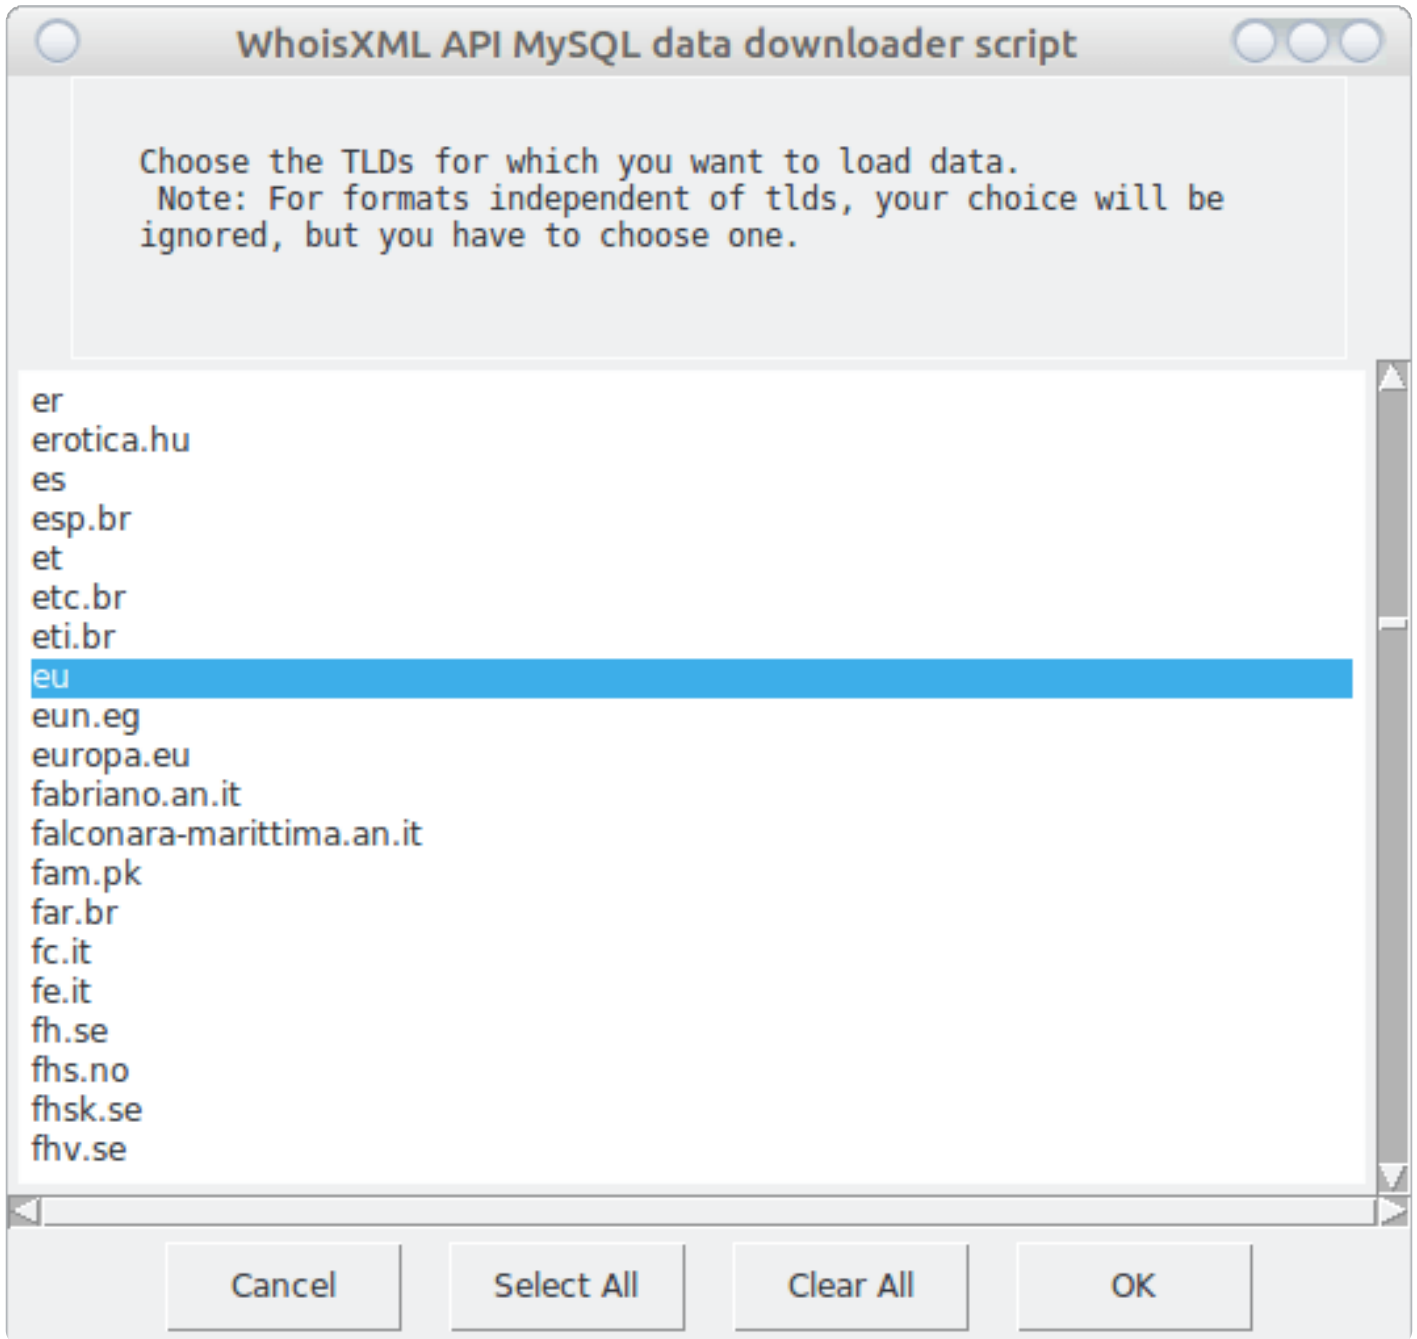 WhoisXML API MySQL data downloader script
Choose the TLDs for which you want to load data.
Note: For formats independent of tlds, your choice will be
ignored, but you have to choose one.
er
erotica.hu
es
esp.br
et
etc.br
eti.br
eu
eun.eg
europa.eu
fabriano.an.it
falconara-marittima.an.it
fam.pk
far.br
fc.it
fe.it
fh.se
fhs.no
fhsk.se
fhv.se
Cancel
Select All
Clear All
OK